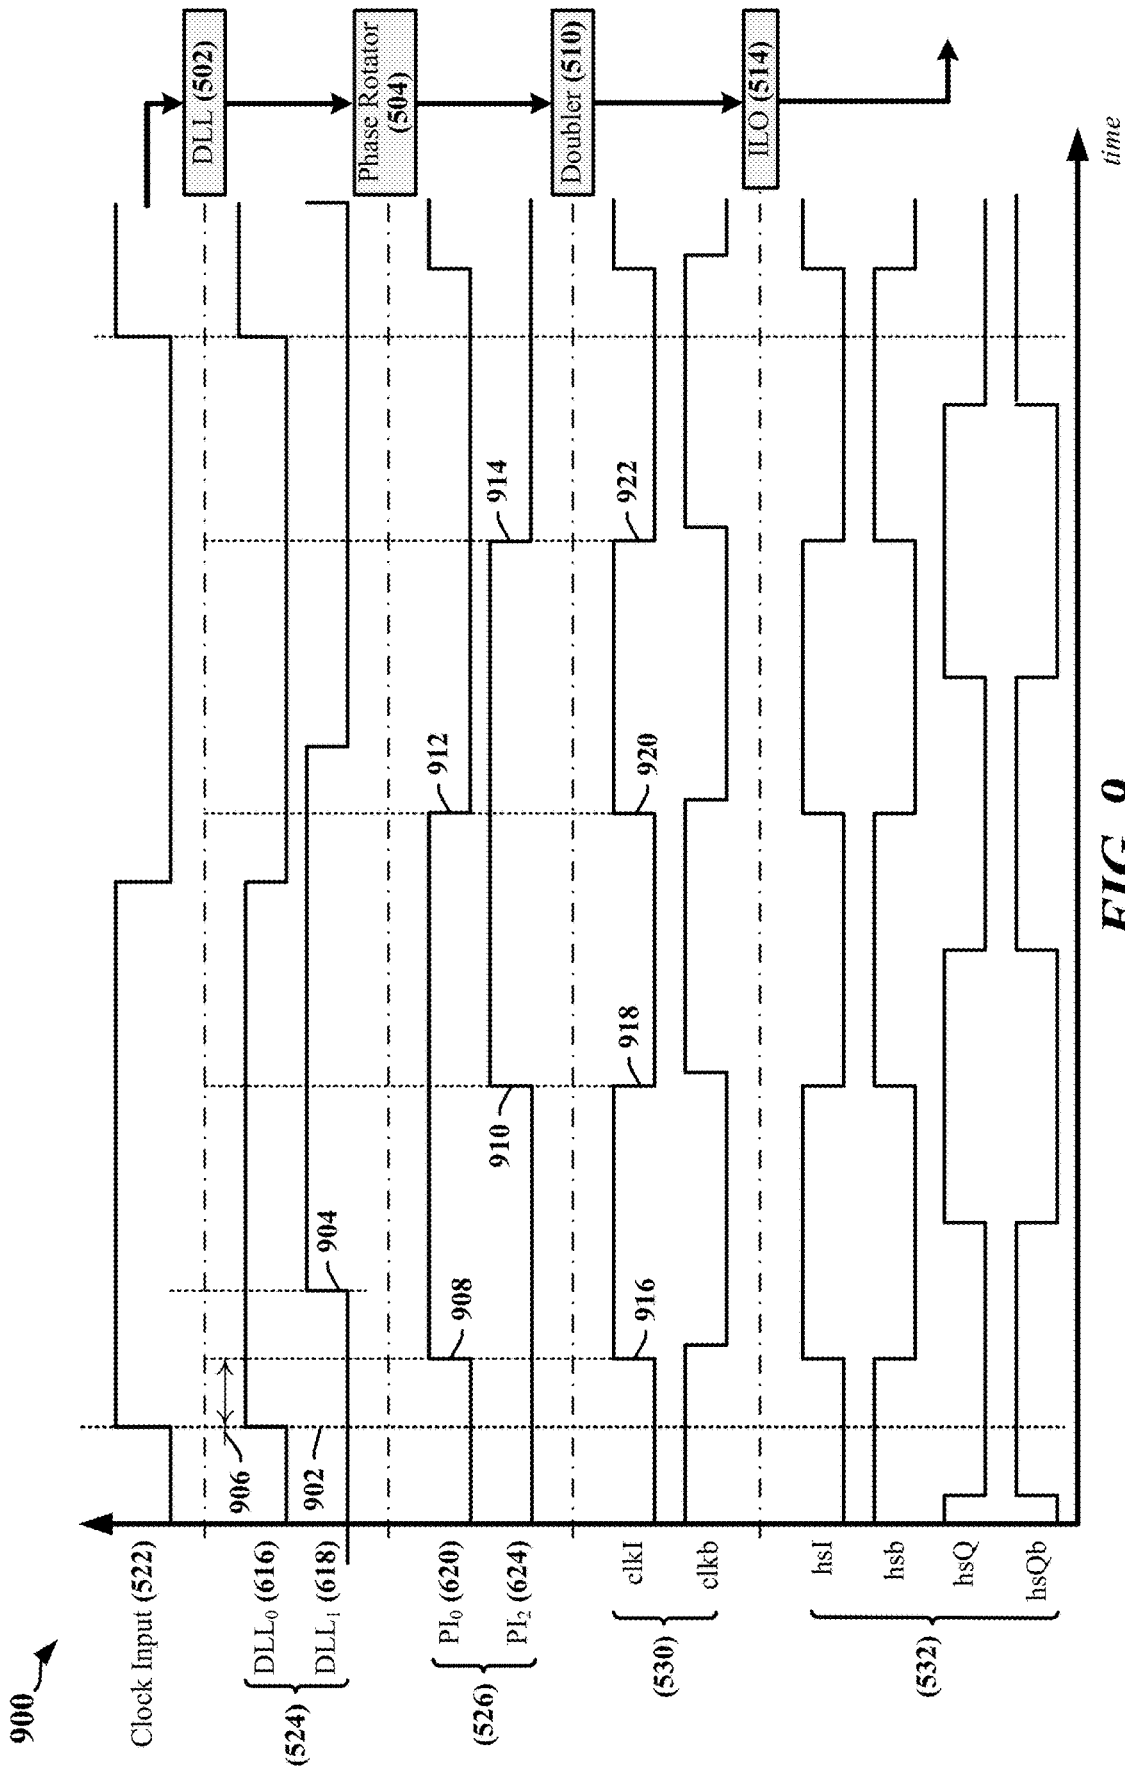 900
Clock Input (522)
DLL0 (616)
DLL1 (618)
(524)
PI0 (620)
PI2 (624)
(526)
clkI
clkb
(530)
hsI
hsb
hsQ
hsQb
(532)
906
902
904
908
910
912
914
916
918
920
922
DLL (502)
Phase Rotator
(504)
Doubler (510)
ILO (514)
time
FIG. 9